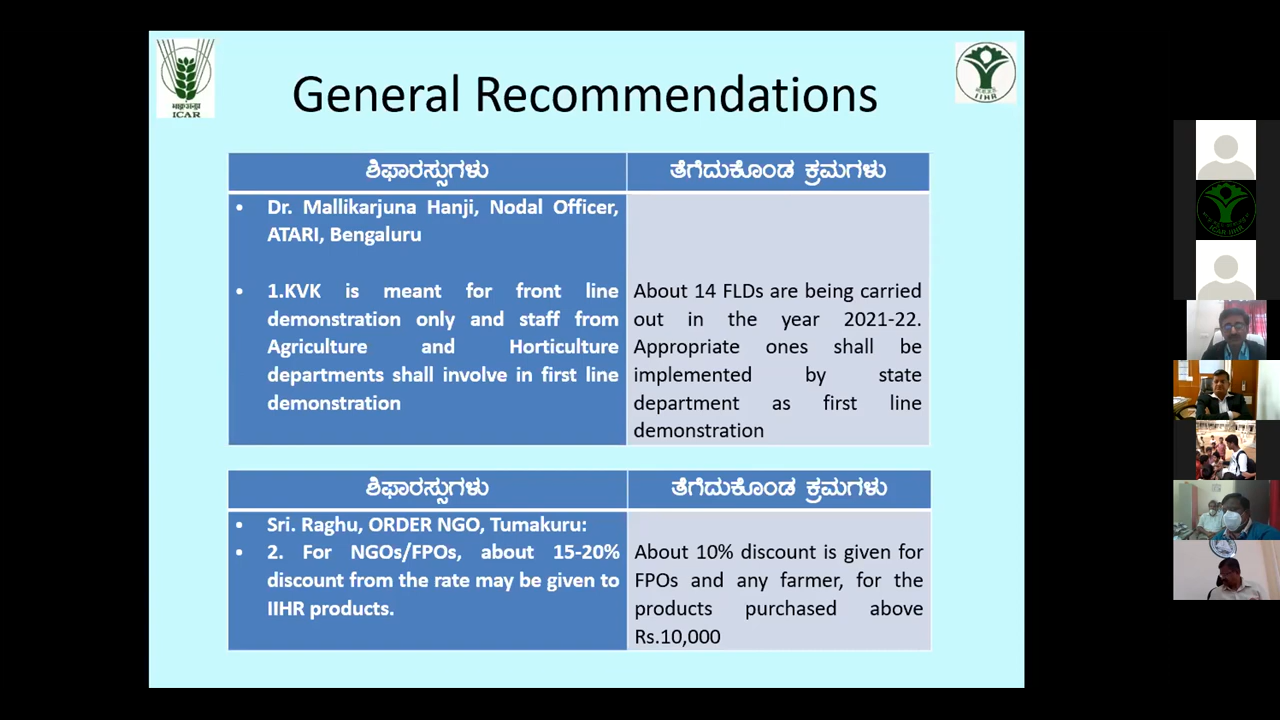 ICAR
IIHR
General Recommendations
ಶಿಫಾರಸ್ಸುಗಳು
ತೆಗೆದುಕೊಂಡ ಕ್ರಮಗಳು
• Dr. Mallikarjuna Hanji, Nodal Officer,
ATARI, Bengaluru
• 1.KVK is meant for front line
demonstration only and staff from
Agriculture and Horticulture
departments shall involve in first line
demonstration
About 14 FLDs are being carried
out in the year 2021-22.
Appropriate ones shall be
implemented by state
department as first line
demonstration
ಶಿಫಾರಸ್ಸುಗಳು
ತೆಗೆದುಕೊಂಡ ಕ್ರಮಗಳು
• Sri. Raghu, ORDER NGO, Tumakuru:
• 2. For NGOs/FPOs, about 15-20%
discount from the rate may be given to
IIHR products.
About 10% discount is given for
FPOs and any farmer, for the
products purchased above
Rs.10,000
ICAR IIHR